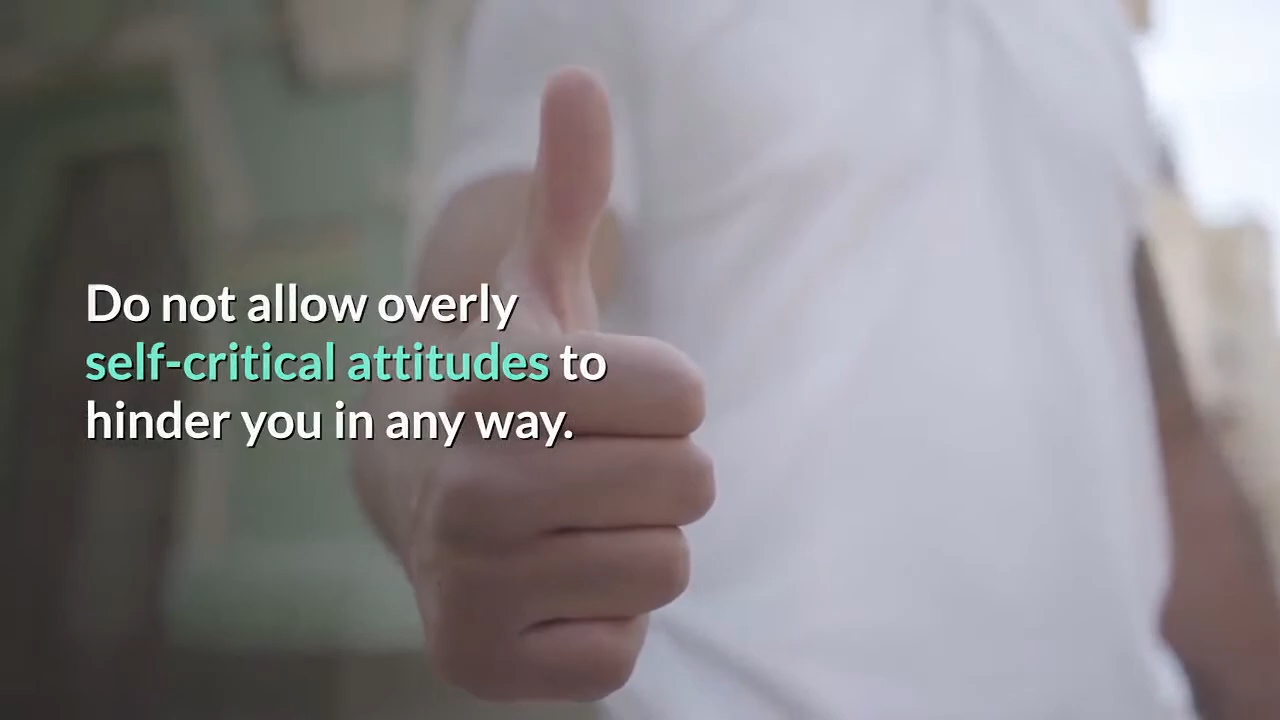 Do not allow overly
self-critical attitudes to
hinder you in any way.